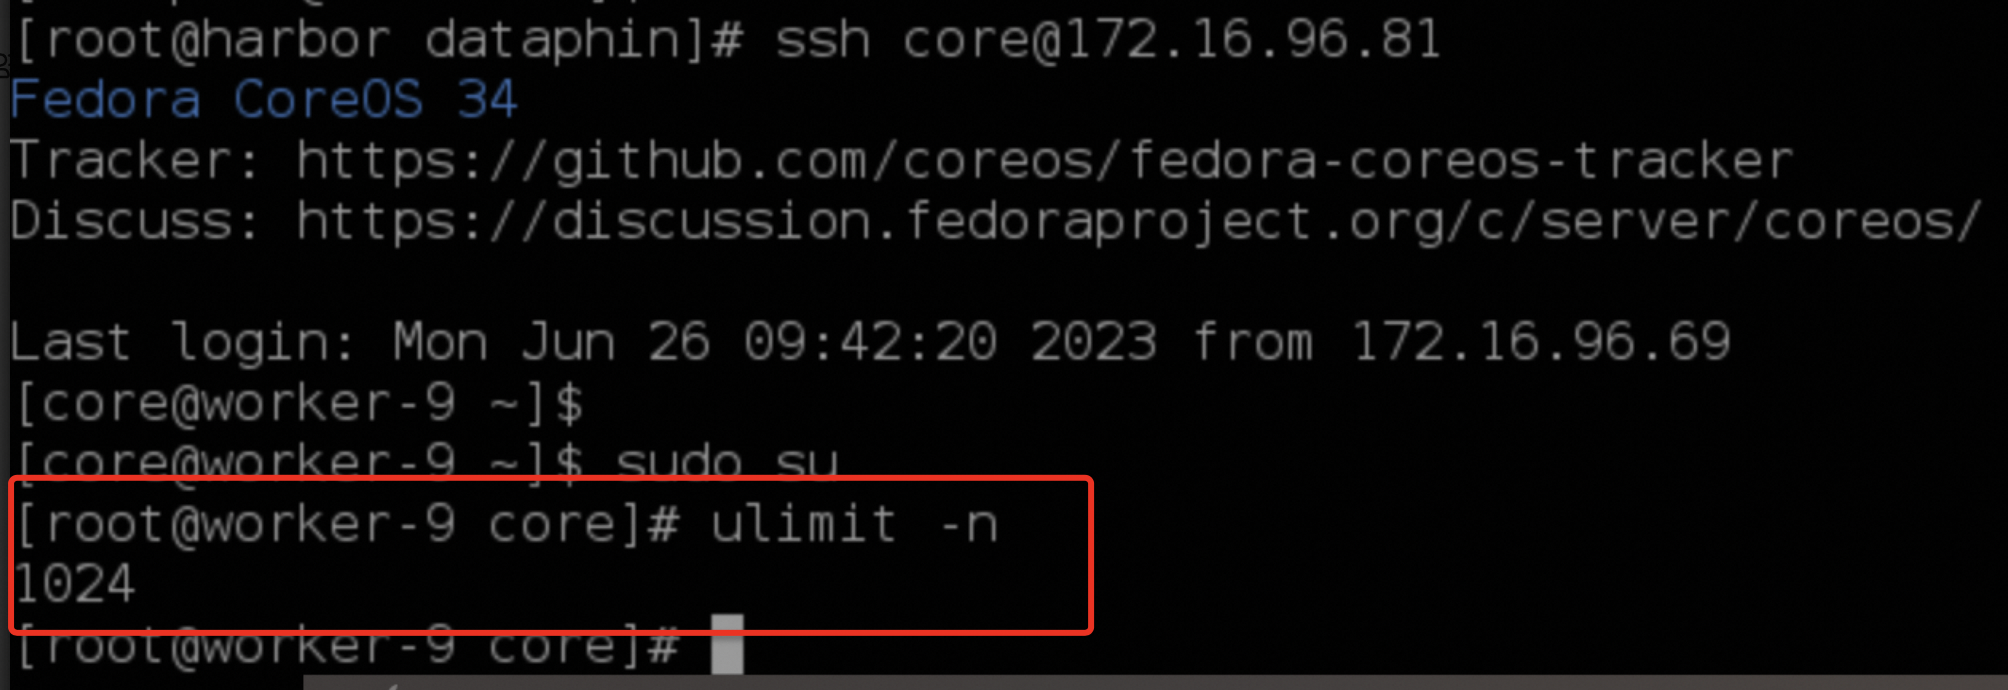 [root@harbor dataphin]# ssh core@172.16.96.81
Fedora CoreOS 34
Tracker: https://github.com/coreos/fedora-coreos-tracker
Discuss: https://discussion.fedoraproject.org/c/server/coreos/
Last login: Mon Jun 26 09:42:20 2023 from 172.16.96.69
[core@worker-9 ~]$
[core@worker-9 ~]$ sudo su
[root@worker-9 core]# ulimit -n
1024
[root@worker-9 core]#